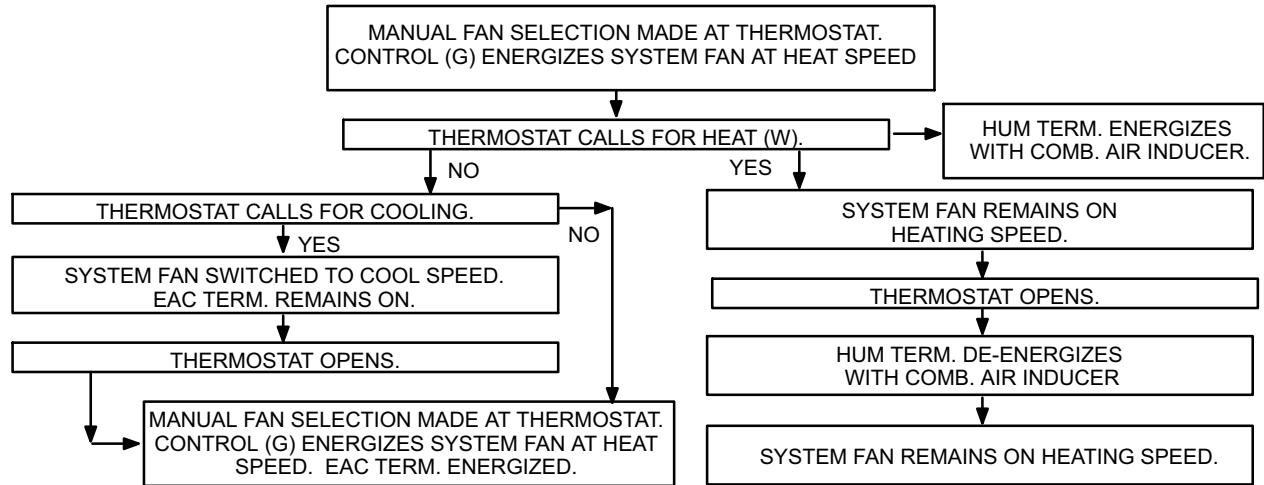 MANUAL FAN SELECTION MADE AT THERMOSTAT.
CONTROL (G) ENERGIZES SYSTEM FAN AT HEAT SPEED
THERMOSTAT CALLS FOR HEAT (W).
HUM TERM. ENERGIZES
WITH COMB. AIR INDUCER.
NO
YES
THERMOSTAT CALLS FOR COOLING.
NO
YES
SYSTEM FAN SWITCHED TO COOL SPEED.
EAC TERM. REMAINS ON.
THERMOSTAT OPENS.
MANUAL FAN SELECTION MADE AT THERMOSTAT.
CONTROL (G) ENERGIZES SYSTEM FAN AT HEAT
SPEED. EAC TERM. ENERGIZED.
SYSTEM FAN REMAINS ON
HEATING SPEED.
THERMOSTAT OPENS.
HUM TERM. DE-ENERGIZES
WITH COMB. AIR INDUCER
SYSTEM FAN REMAINS ON HEATING SPEED.